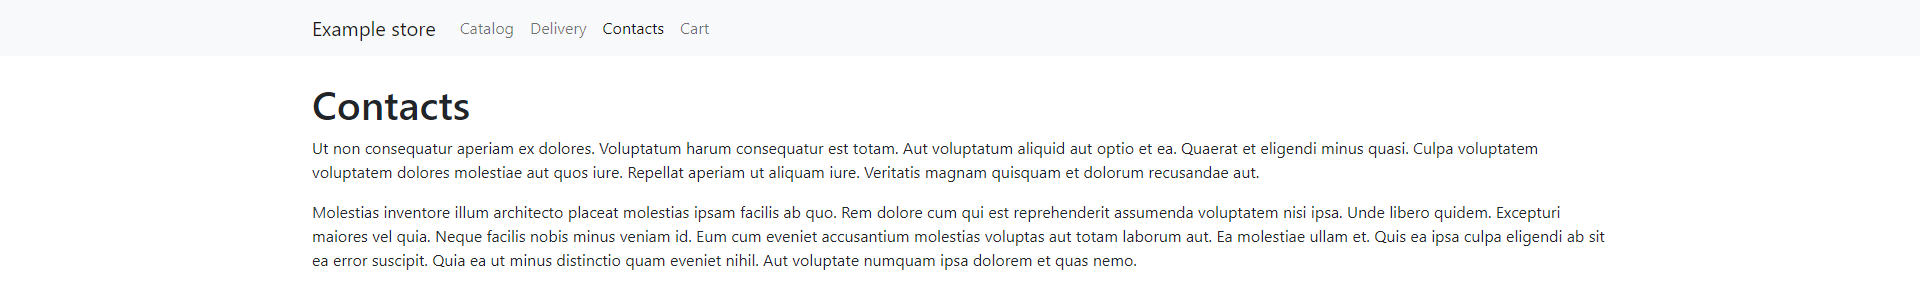 Example store Catalog Delivery Contacts Cart
Contacts
Ut non consequatur aperiam ex dolores. Voluptatum harum consequatur est totam. Aut voluptatum aliquid aut optio et ea. Quaerat et eligendi minus quasi. Culpa voluptatem
voluptatem dolores molestiae aut quos iure. Repellat aperiam ut aliquam iure. Veritatis magnam quisquam et dolorum recusandae aut.
Molestias inventore illum architecto placeat molestias ipsam facilis ab quo. Rem dolore cum qui est reprehenderit assumenda voluptatem nisi ipsa. Unde libero quidem. Excepturi
maiores vel quia. Neque facilis nobis minus veniam id. Eum cum eveniet accusantium molestias voluptas aut totam laborum aut. Ea molestiae ullam et. Quis ea ipsa culpa eligendi ab sit
ea error suscipit. Quia ea ut minus distinctio quam eveniet nihil. Aut voluptate numquam ipsa dolorem et quas nemo.